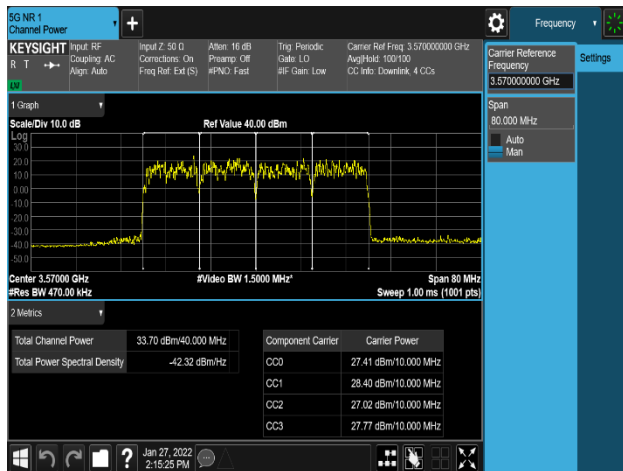 5G NR 1
Channel Power
Frequency
KEYSIGHT
R T
LXI
Input: RF
Coupling: AC
Align: Auto
Input Z: 50 Ω
Corrections: On
Freq Ref: Ext (S)
Atten: 16 dB
Preamp: Off
#PNO: Fast
Trig: Periodic
Gate: LO
#IF Gain: Low
Carrier Ref Freq: 3.570000000 GHz
Avg|Hold: 100/100
CC Info: Downlink, 4 CCs
Carrier Reference
Frequency
3.570000000 GHz
Settings
Span
80.000 MHz
Auto
Man
1 Graph
Scale/Div 10.0 dB
Ref Value 40.00 dBm
Log
30.0
20.0
10.0
0.00
-10.0
-20.0
-30.0
-40.0
-50.0
Center 3.57000 GHz
#Video BW 1.5000 MHz*
Span 80 MHz
#Res BW 470.00 kHz
Sweep 1.00 ms (1001 pts)
2 Metrics
Total Channel Power
33.70 dBm/40.000 MHz
Total Power Spectral Density
-42.32 dBm/Hz
Component Carrier
Carrier Power
CC0
27.41 dBm/10.000 MHz
CC1
28.40 dBm/10.000 MHz
CC2
27.02 dBm/10.000 MHz
CC3
27.77 dBm/10.000 MHz
?
Jan 27, 2022
2:15:25 PM